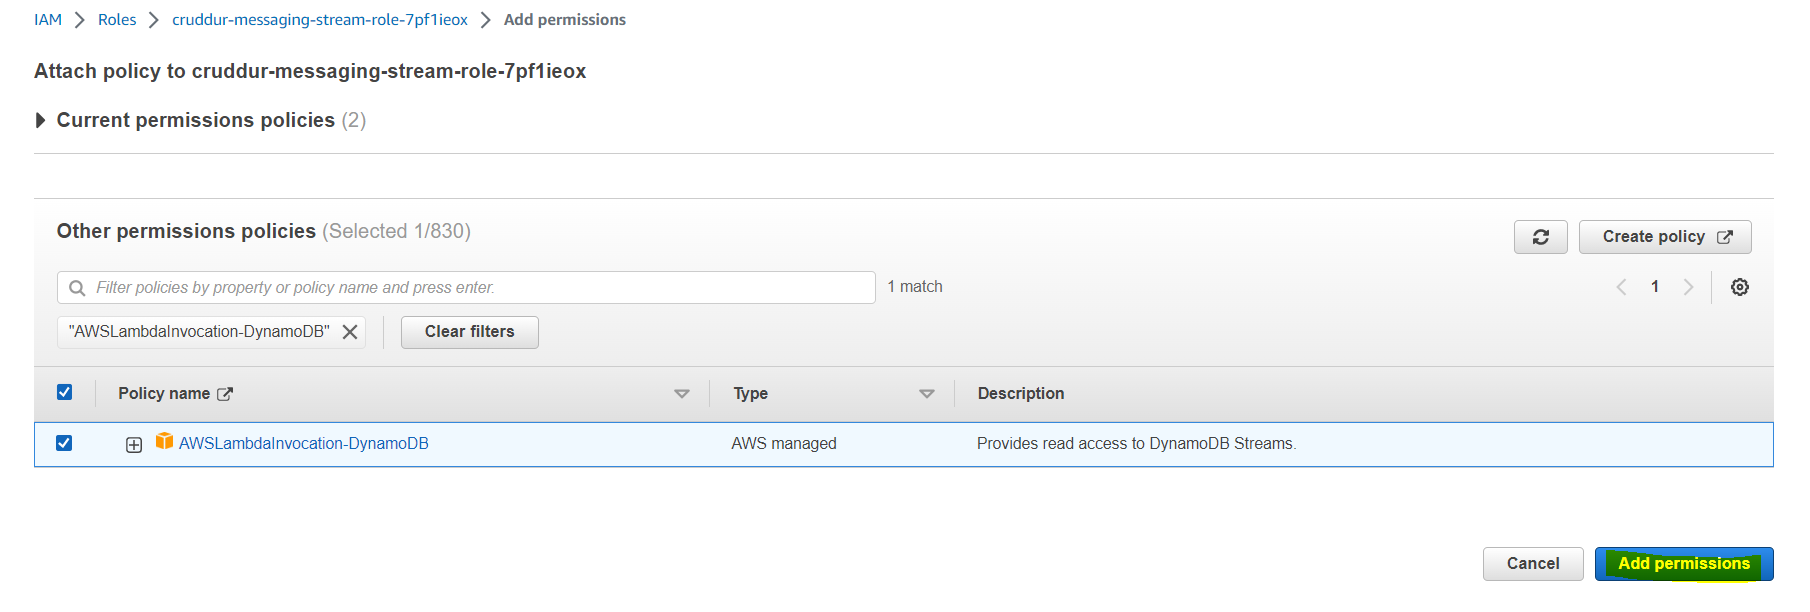 IAM > Roles > cruddur-messaging-stream-role-7pf1ieox > Add permissions
Attach policy to cruddur-messaging-stream-role-7pf1ieox
Current permissions policies (2)
Other permissions policies (Selected 1/830)
Create policy
Filter policies by property or policy name and press enter.
1 match
1
"AWSLambdaInvocation-DynamoDB"
Clear filters
Policy name
Type
Description
AWSLambdaInvocation-DynamoDB
AWS managed
Provides read access to DynamoDB Streams.
Cancel
Add permissions